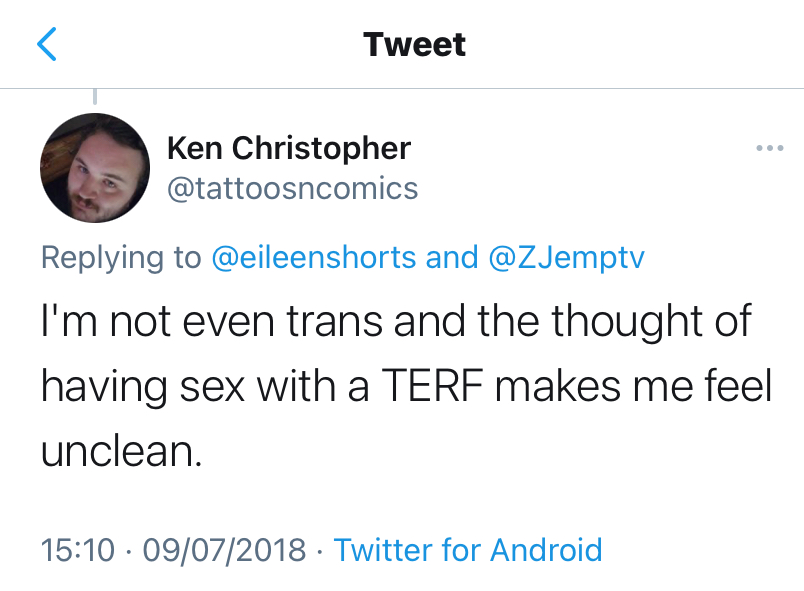 Tweet
Ken Christopher
@tattoosncomics
Replying to @eileenshorts and @ZJemptv
I'm not even trans and the thought of
having sex with a TERF makes me feel
unclean.
15:10 · 09/07/2018 · Twitter for Android